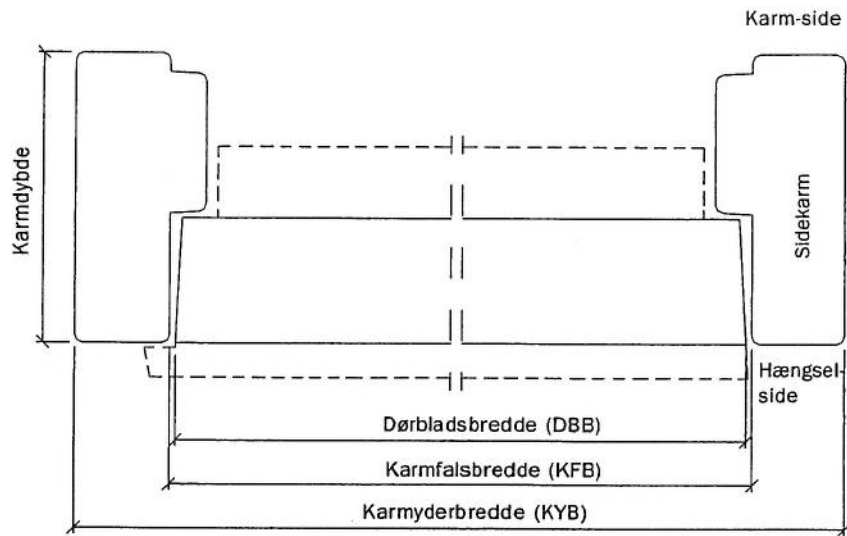 Karm-side
Karmdybde
Sidekarm
Hængsel-
side
Dørbladsbredde (DBB)
Karmfalsbredde (KFB)
Karmyderbredde (KYB)